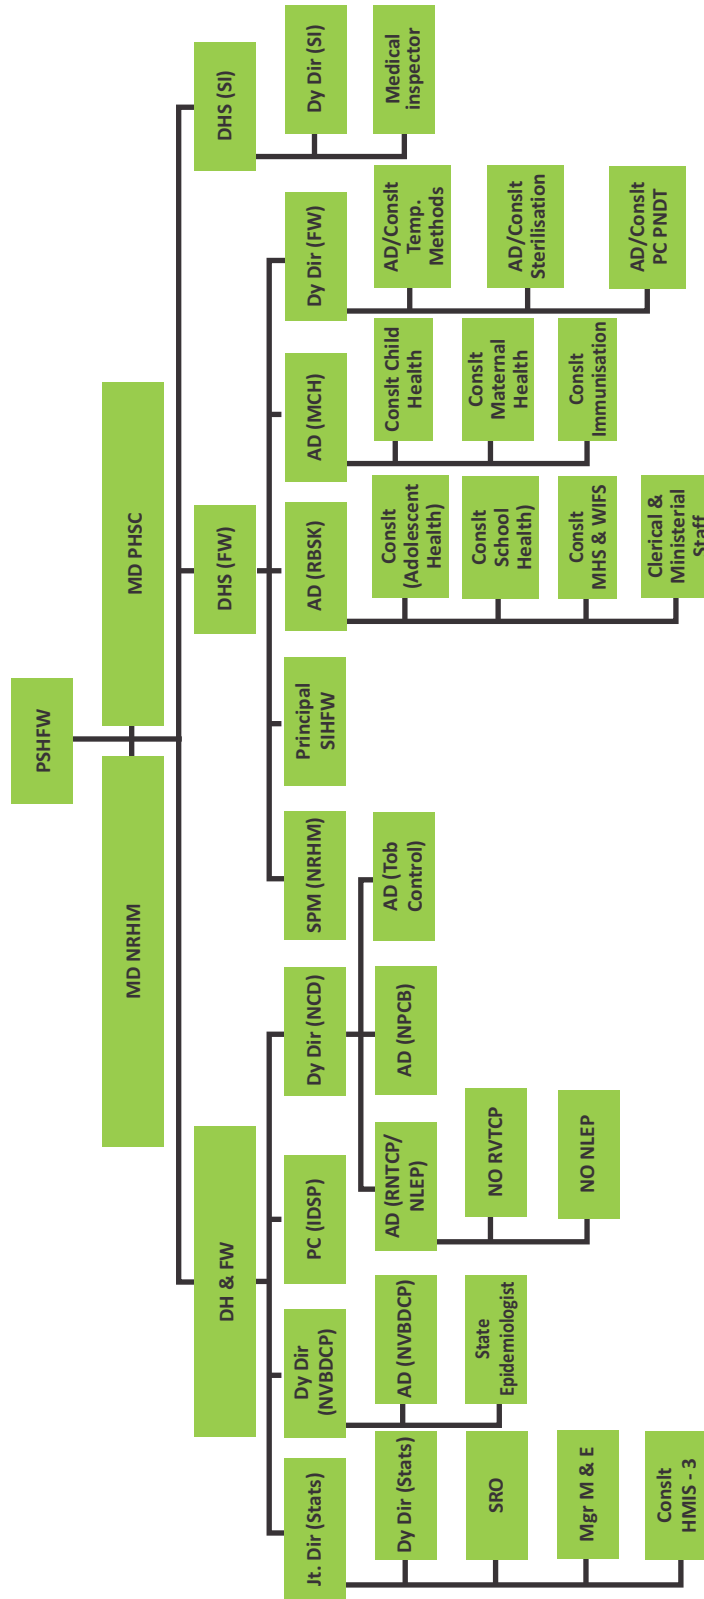 PSHFW
MD NRHM
MD PHSC
DH & FW
DHS (FW)
DHS (SI)
Jt. Dir (Stats)
Dy Dir
(NVBDCP)
PC (IDSP)
Dy Dir (NCD)
SPM (NRHM)
Principal
SIHFW
AD (RBSK)
AD (MCH)
Dy Dir (FW)
Dy Dir (SI)
Medical
inspector
Dy Dir (Stats)
SRO
Mgr M & E
Conslt
HMIS - 3
AD (NVBDCP)
State
Epidemiologist
AD (RNTCP/
NLEP)
NO RVTCP
NO NLEP
AD (NPCB)
AD (Tob
Control)
Conslt
(Adolescent
Health)
Conslt
School
Health)
Conslt
MHS & WIFS
Clerical &
Ministerial
Staff
Conslt Child
Health
Conslt
Maternal
Health
Conslt
Immunisation
AD/Conslt
Temp.
Methods
AD/Conslt
Sterilisation
AD/Conslt
PC PNDT